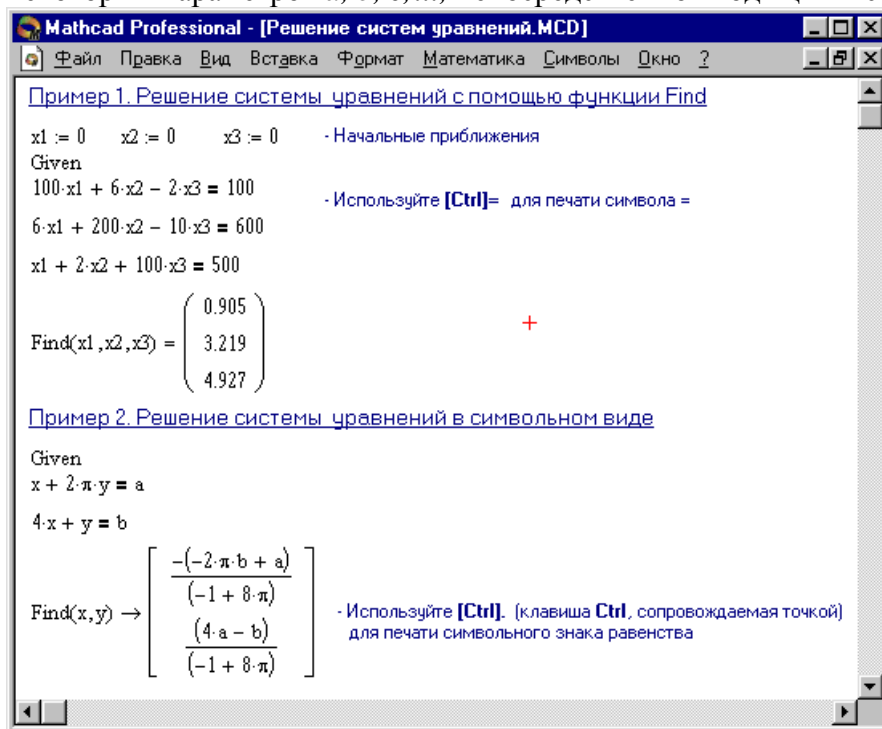 Mathcad Professional - [Решение систем уравнений.MCD]
Файл Правка Вид Вставка Формат Математика Символы Окно ?
Пример 1. Решение системы уравнений с помощью функции Find
x1 := 0 x2 := 0 x3 := 0 - Начальные приближения
Given
100·x1 + 6·x2 − 2·x3 = 100
- Используйте [Ctrl]= для печати символа =
6·x1 + 200·x2 − 10·x3 = 600
x1 + 2·x2 + 100·x3 = 500
0.905
Find(x1,x2,x3) = 3.219
4.927
Пример 2. Решение системы уравнений в символьном виде
Given
x + 2·π·y = a
4·x + y = b
-(-2·π·b + a)
(-1 + 8·π)
Find(x,y) → - Используйте [Ctrl]. (клавиша Ctrl, сопровождаемая точкой)
(4·a − b) для печати символьного знака равенства
(-1 + 8·π)